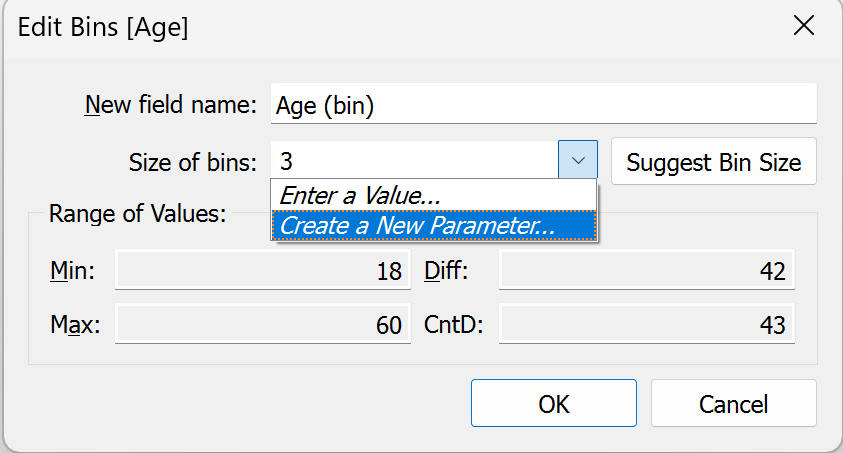 Edit Bins [Age]
New field name: Age (bin)
Size of bins: 3 Suggest Bin Size
Enter a Value...
Create a New Parameter...
Range of Values:
Min: 18 Diff: 42
Max: 60 CntD: 43
OK Cancel